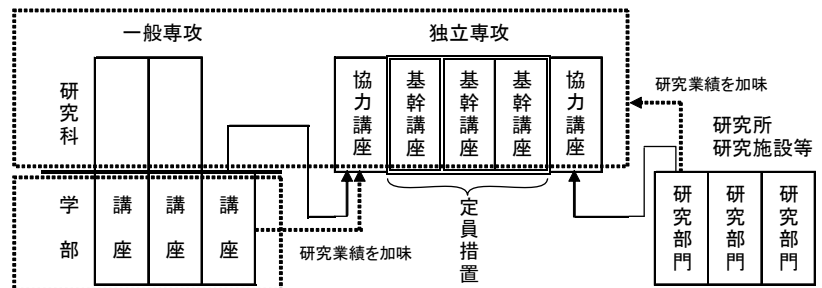 一般専攻
独立専攻
研究科
協力講座
基幹講座
基幹講座
基幹講座
協力講座
研究業績を加味
研究所
研究施設等
学部
講座
講座
講座
研究業績を加味
定員措置
研究部門
研究部門
研究部門